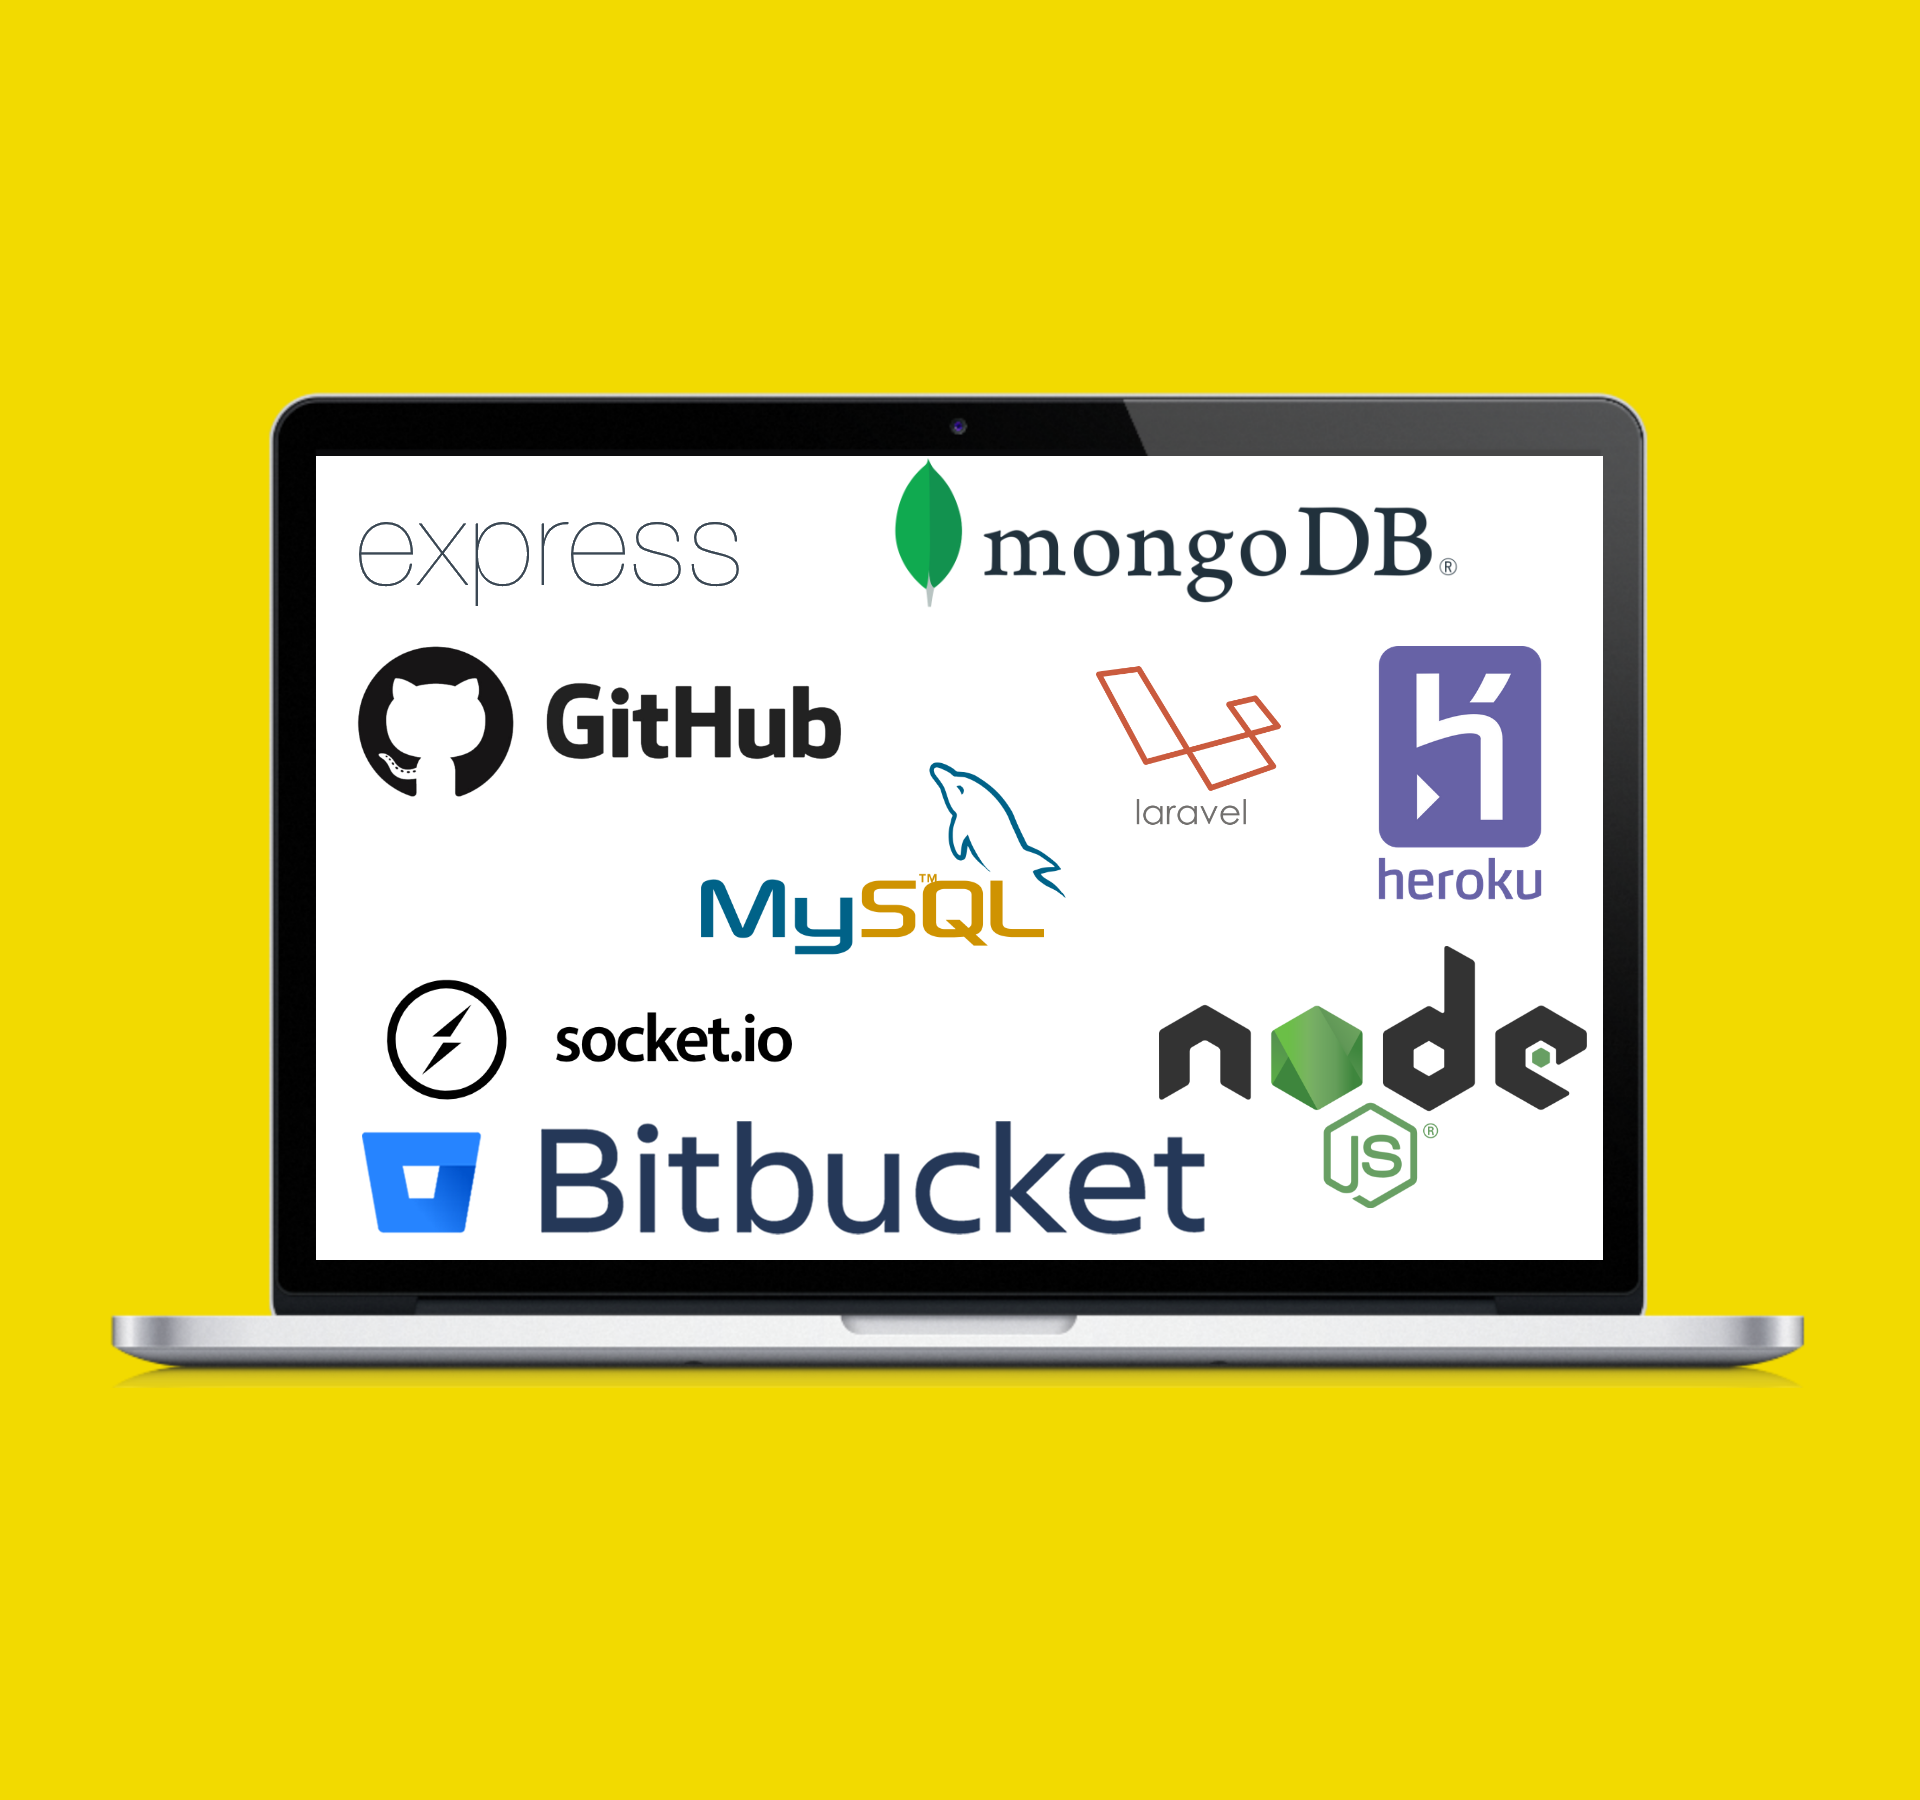 express
mongoDB®
GitHub
laravel
heroku
MySQL™
socket.io
node
JS®
Bitbucket